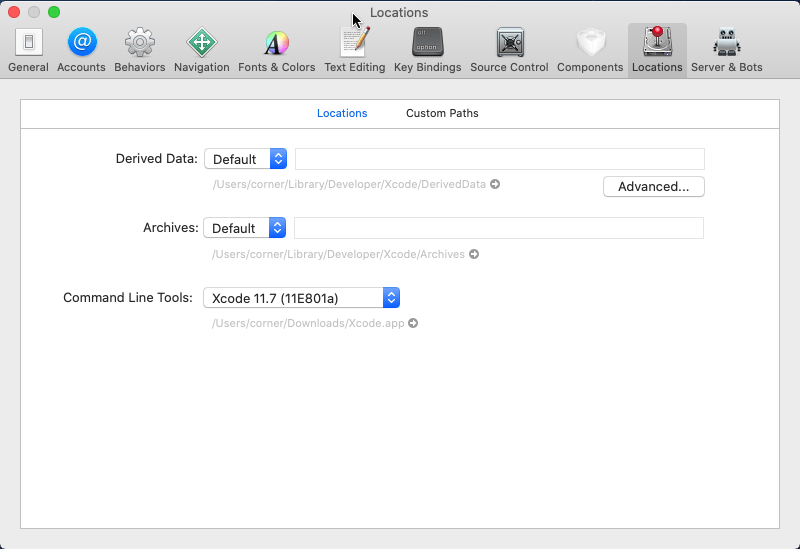 Locations
General Accounts Behaviors Navigation Fonts & Colors Text Editing Key Bindings Source Control Components Locations Server & Bots
Locations Custom Paths
Derived Data: Default
/Users/corner/Library/Developer/Xcode/DerivedData
Advanced...
Archives: Default
/Users/corner/Library/Developer/Xcode/Archives
Command Line Tools: Xcode 11.7 (11E801a)
/Users/corner/Downloads/Xcode.app